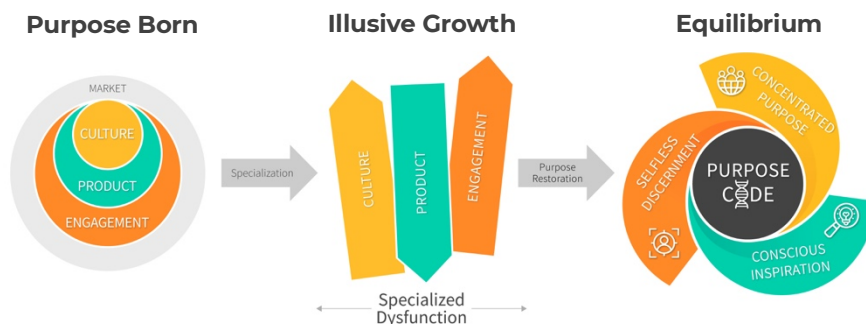 Purpose Born
Illusive Growth
Equilibrium
MARKET
CULTURE
PRODUCT
ENGAGEMENT
Specialization
CULTURE
PRODUCT
ENGAGEMENT
Specialized
Dysfunction
Purpose
Restoration
CONCENTRATED
PURPOSE
SELFLESS
DISCERNMENT
PURPOSE
CODE
CONSCIOUS
INSPIRATION